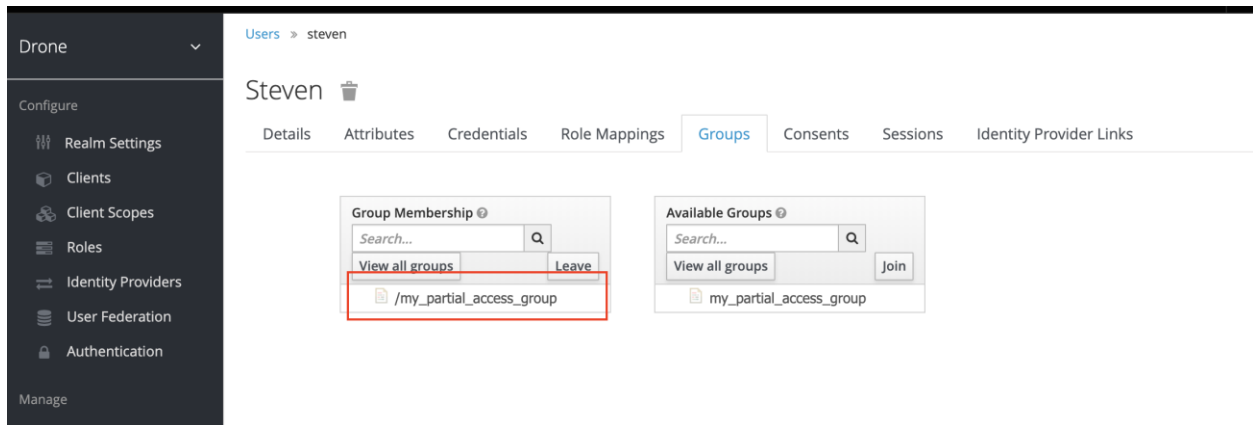 Drone
Configure
Realm Settings
Clients
Client Scopes
Roles
Identity Providers
User Federation
Authentication
Manage
Users » steven
Steven
Details Attributes Credentials Role Mappings Groups Consents Sessions Identity Provider Links
Group Membership
Search...
View all groups Leave
/my_partial_access_group
Available Groups
Search...
View all groups Join
my_partial_access_group